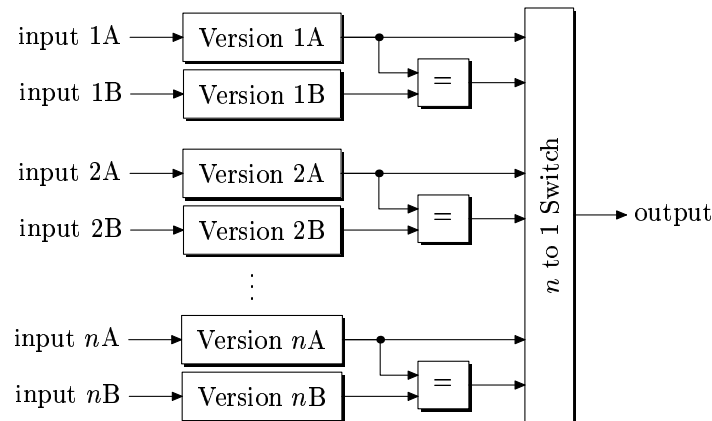 input 1A
Version 1A
input 1B
Version 1B
=
input 2A
Version 2A
input 2B
Version 2B
=
⋮
input nA
Version nA
input nB
Version nB
=
n to 1 Switch
output